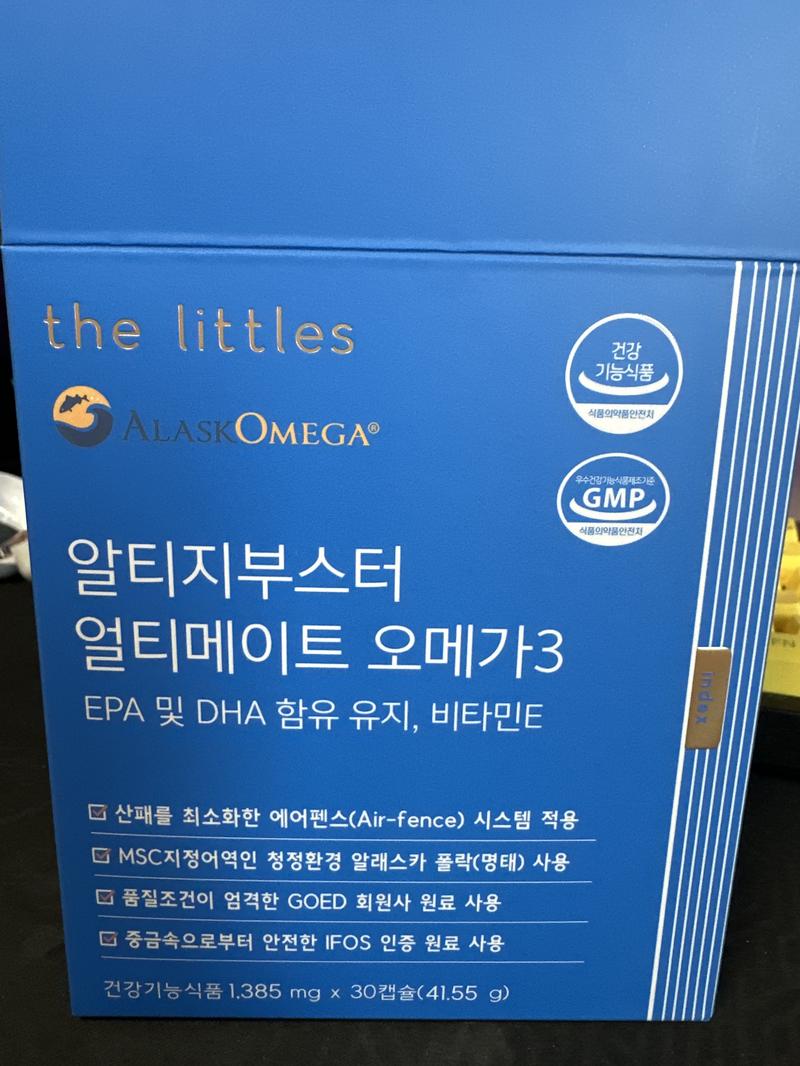 the littles
ALASKOMEGA®
건강
기능식품
식품의약품안전처
우수건강기능식품제조기준
GMP
식품의약품안전처
알티지부스터
얼티메이트 오메가3
EPA 및 DHA 함유 유지, 비타민E
index
산패를 최소화한 에어펜스(Air-fence) 시스템 적용
MSC지정어역인 청정환경 알래스카 폴락(명태) 사용
품질조건이 엄격한 GOED 회원사 원료 사용
중금속으로부터 안전한 IFOS 인증 원료 사용
건강기능식품 1,385 mg x 30캡슐(41.55 g)